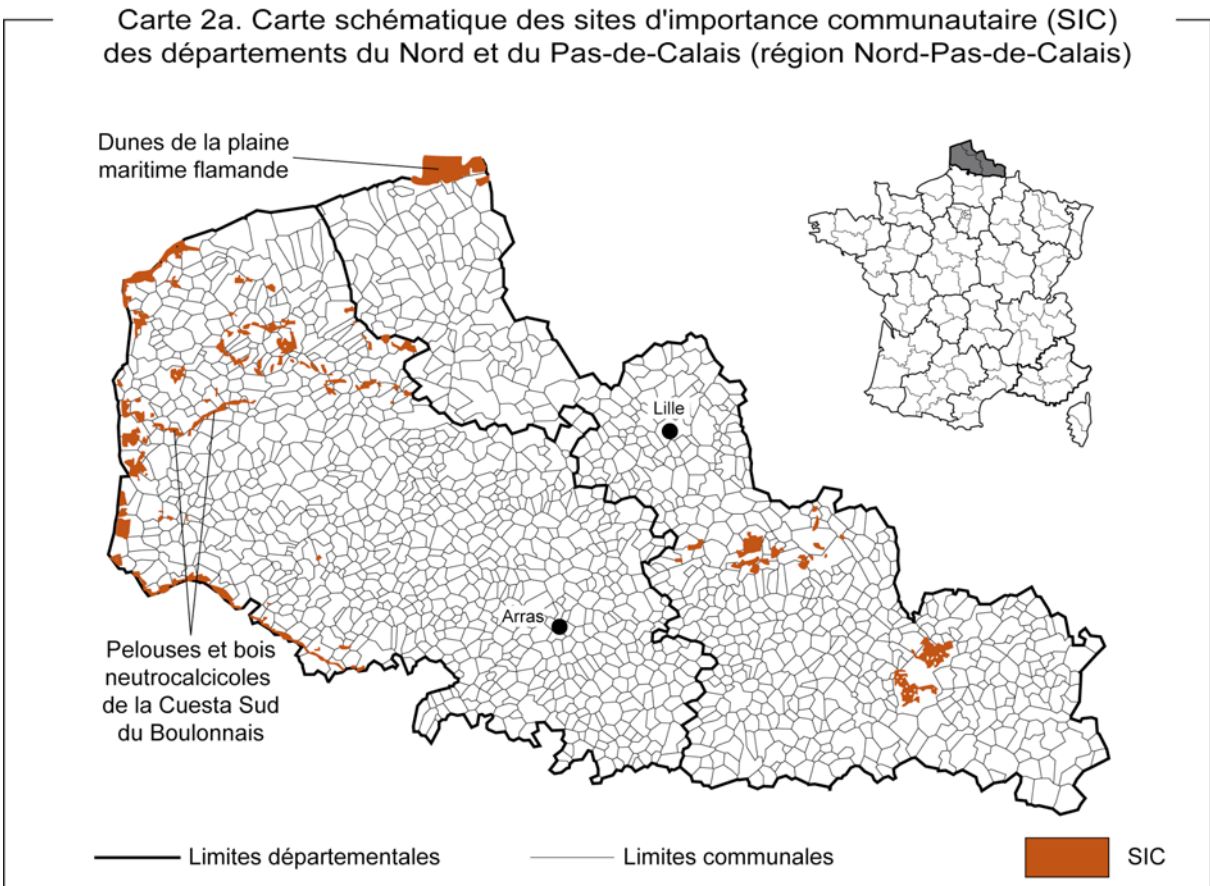 Carte 2a. Carte schématique des sites d'importance communautaire (SIC)
des départements du Nord et du Pas-de-Calais (région Nord-Pas-de-Calais)
Dunes de la plaine
maritime flamande
Lille
Arras
Pelouses et bois
neutrocalcicoles
de la Cuesta Sud
du Boulonnais
Limites départementales
Limites communales
SIC